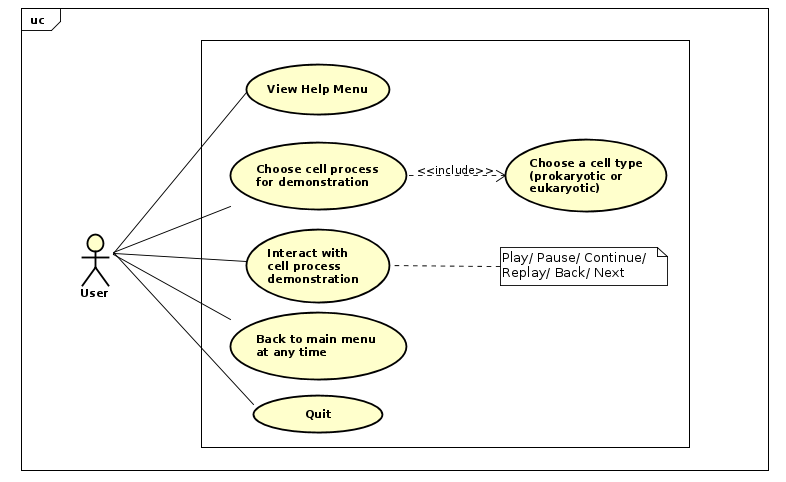 uc
View Help Menu
Choose cell process
for demonstration
<<include>>
Choose a cell type
(prokaryotic or
eukaryotic)
User
Interact with
cell process
demonstration
Play/ Pause/ Continue/
Replay/ Back/ Next
Back to main menu
at any time
Quit